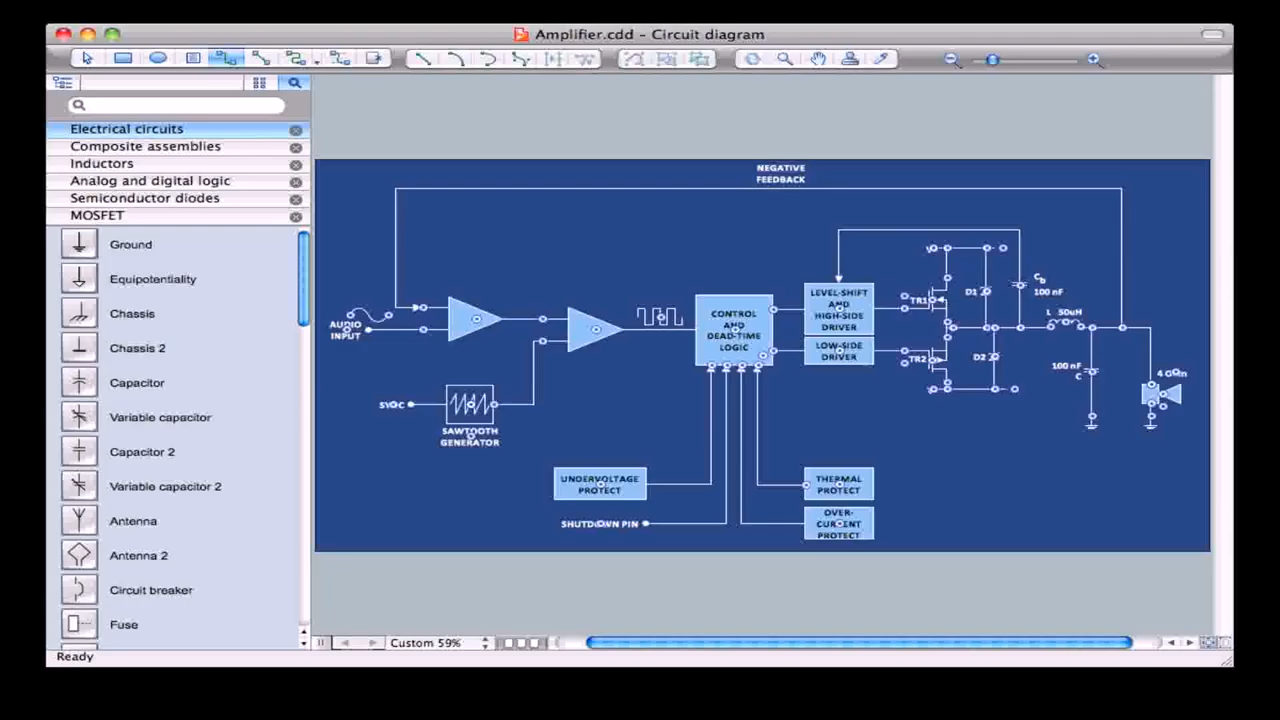 Amplifier.cdd - Circuit diagram
Electrical circuits
Composite assemblies
Inductors
Analog and digital logic
Semiconductor diodes
MOSFET
Ground
Equipotentiality
Chassis
Chassis 2
Capacitor
Variable capacitor
Capacitor 2
Variable capacitor 2
Antenna
Antenna 2
Circuit breaker
Fuse
NEGATIVE
FEEDBACK
AUDIO
INPUT
SAWTOOTH
GENERATOR
CONTROL
AND
DEAD-TIME
LOGIC
LEVEL-SHIFT
AND
HIGH-SIDE
DRIVER
LOW-SIDE
DRIVER
TR1
TR2
D1
D2
Cb
100 nF
L 50uH
100 nF
C
UNDERVOLTAGE
PROTECT
SHUTDOWN PIN
THERMAL
PROTECT
OVER-
CURRENT
PROTECT
Custom 59%
Ready